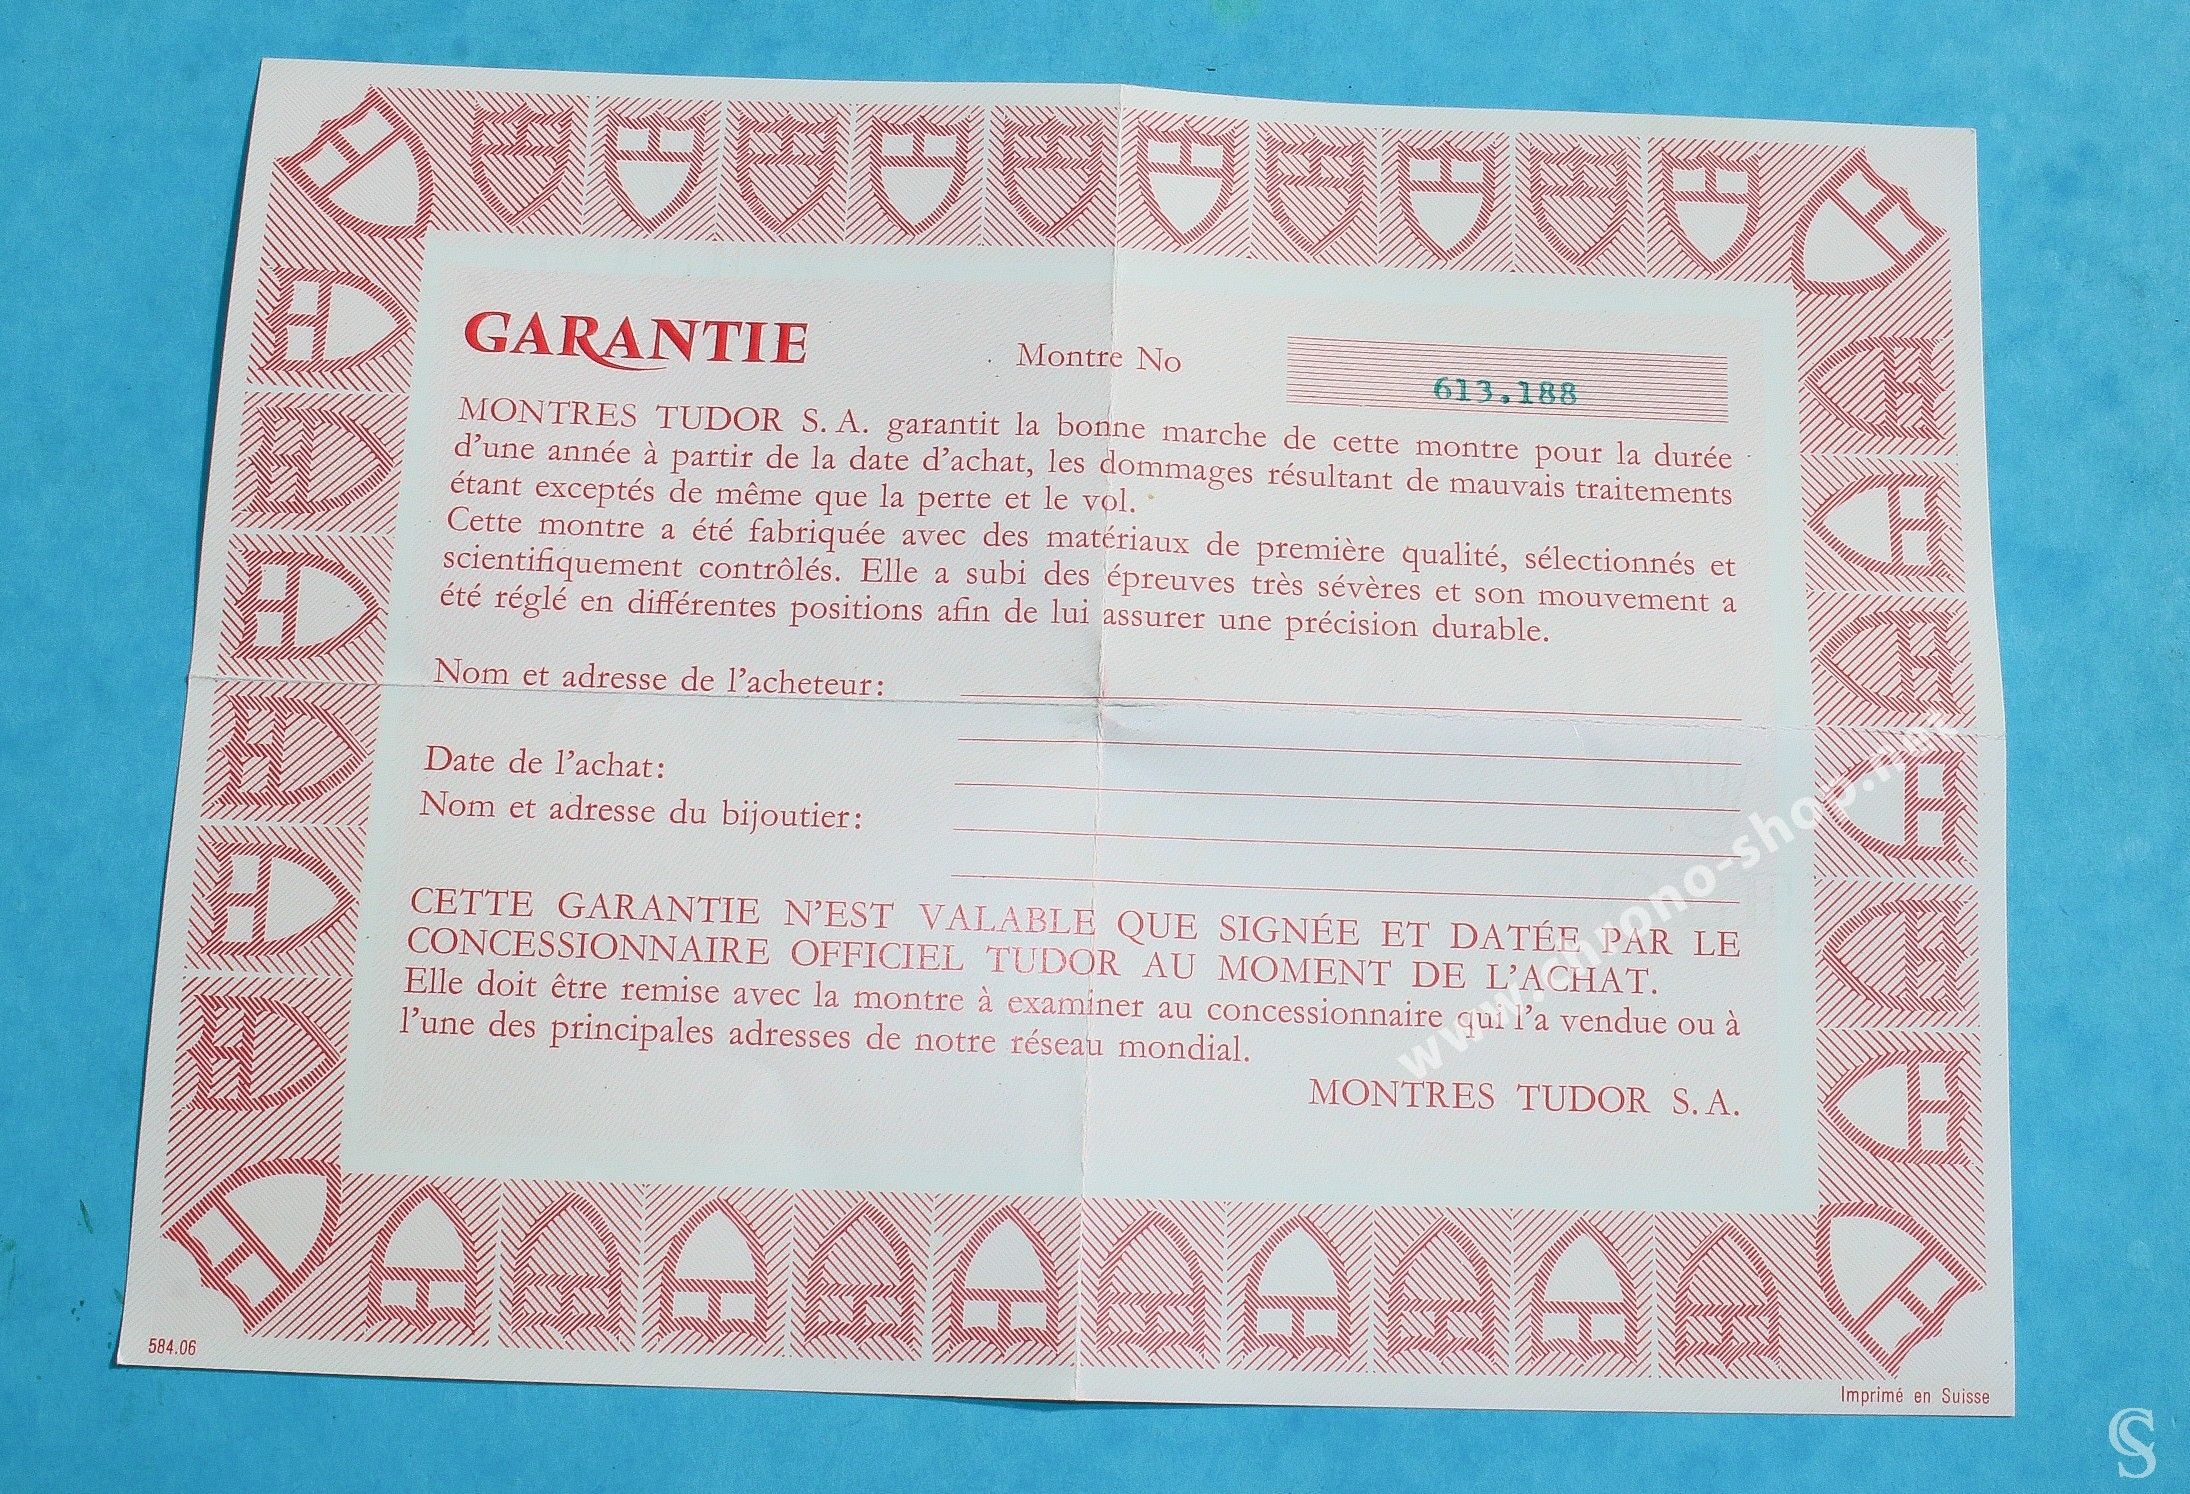 GARANTIE
Montre No
613.188
MONTRES TUDOR S. A. garantit la bonne marche de cette montre pour la durée
d'une année à partir de la date d'achat, les dommages résultant de mauvais traitements
étant exceptés de même que la perte et le vol.
Cette montre a été fabriquée avec des matériaux de première qualité, sélectionnés et
scientifiquement contrôlés. Elle a subi des épreuves très sévères et son mouvement a
été réglé en différentes positions afin de lui assurer une précision durable.
Nom et adresse de l'acheteur:
Date de l'achat:
Nom et adresse du bijoutier:
CETTE GARANTIE N'EST VALABLE QUE SIGNÉE ET DATÉE PAR LE
CONCESSIONNAIRE OFFICIEL TUDOR AU MOMENT DE L'ACHAT.
Elle doit être remise avec la montre à examiner au concessionnaire qui l'a vendue ou à
l'une des principales adresses de notre réseau mondial.
MONTRES TUDOR S. A.
584.06
Imprimé en Suisse
www.chrono-shop.net